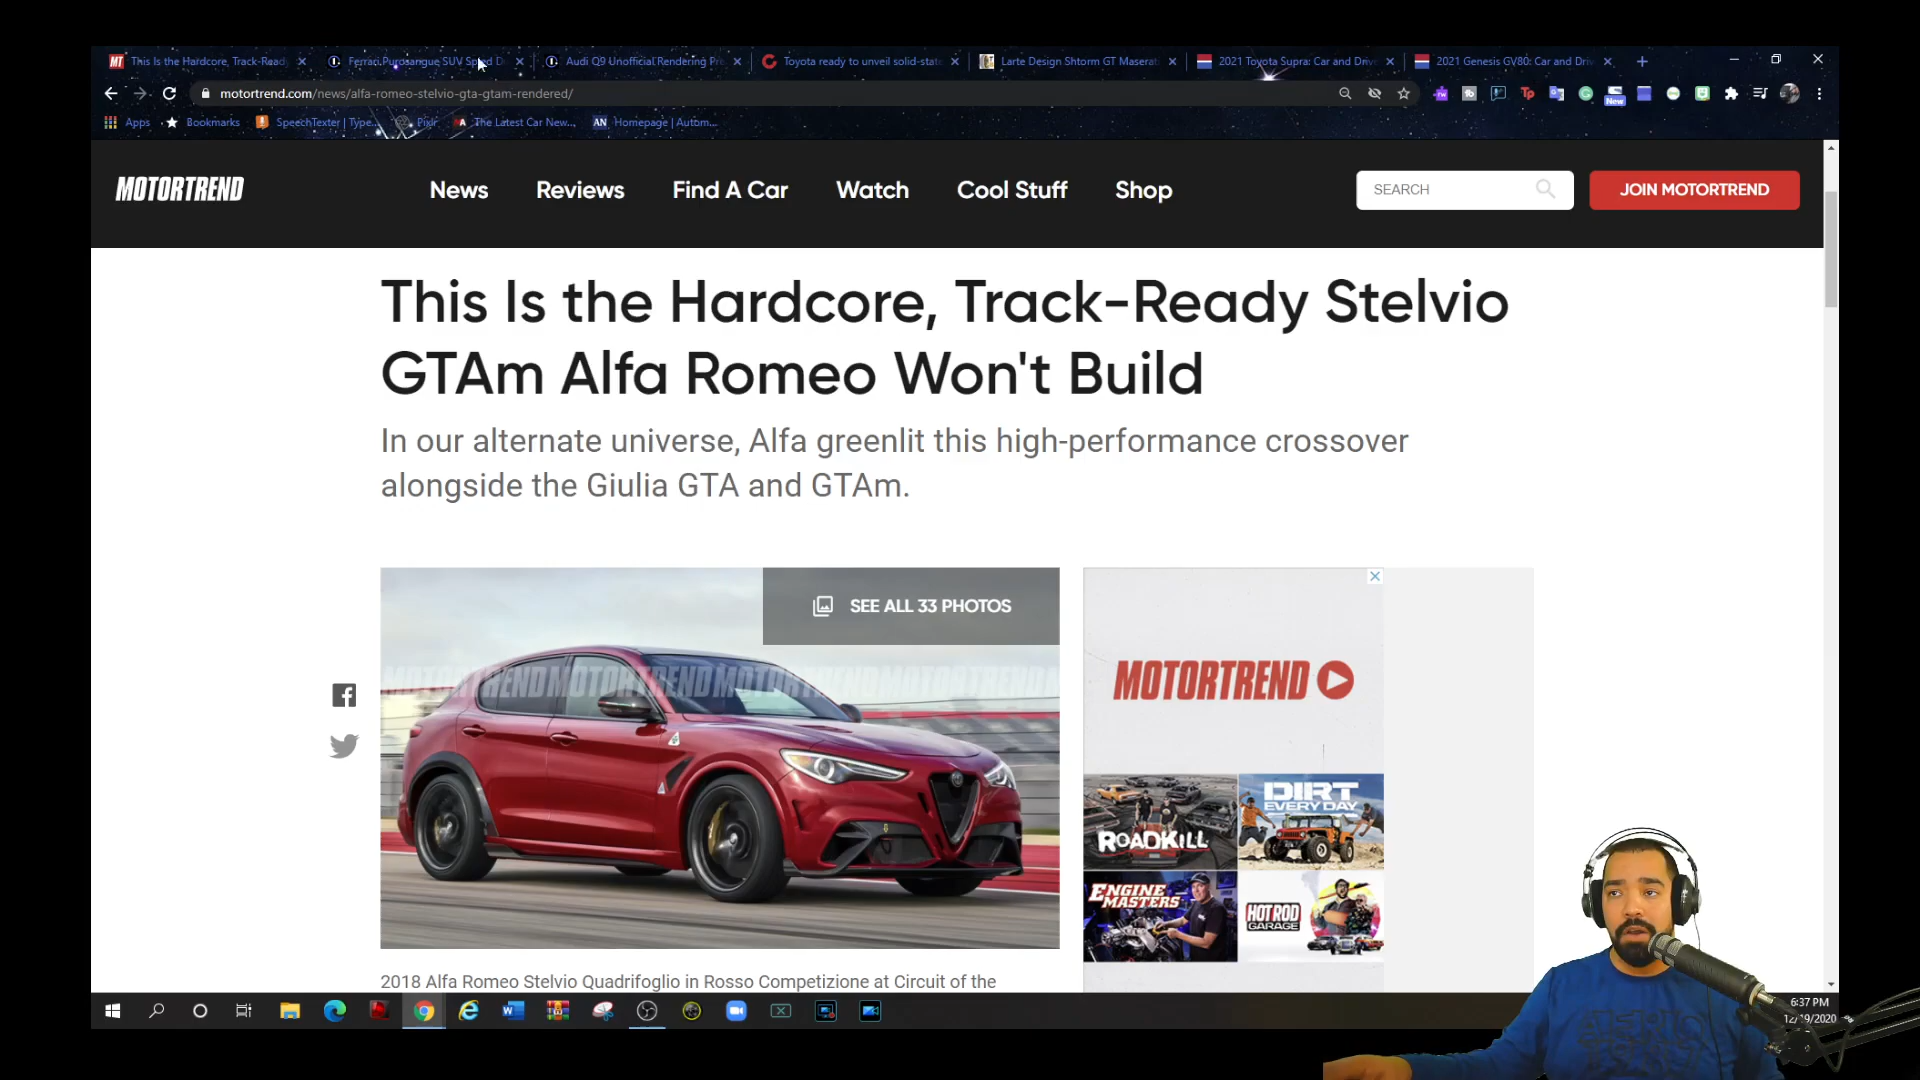 This Is the Hardcore, Track-Read
Ferrari Purosangue SUV Sped D
Audi Q9 Unofficial Rendering Pre
Toyota ready to unveil solid-state
Larte Design Shtorm GT Maserat
2021 Toyota Supra: Car and Drive
2021 Genesis GV80: Car and Driv
motortrend.com/news/alfa-romeo-stelvio-gta-gtam-rendered/
New
Apps
Bookmarks
SpeechTexter | Type...
Pixlr
The Latest Car New...
AN
Homepage | Autom...
MOTORTREND
News
Reviews
Find A Car
Watch
Cool Stuff
Shop
SEARCH
JOIN MOTORTREND
This Is the Hardcore, Track-Ready Stelvio
GTAm Alfa Romeo Won't Build
In our alternate universe, Alfa greenlit this high-performance crossover
alongside the Giulia GTA and GTAm.
SEE ALL 33 PHOTOS
MOTORTREND
DIRT
EVERY DAY
ROADKILL
ENGINE
MASTERS
HOT ROD
GARAGE
2018 Alfa Romeo Stelvio Quadrifoglio in Rosso Competizione at Circuit of the
6:37 PM
12/19/2020